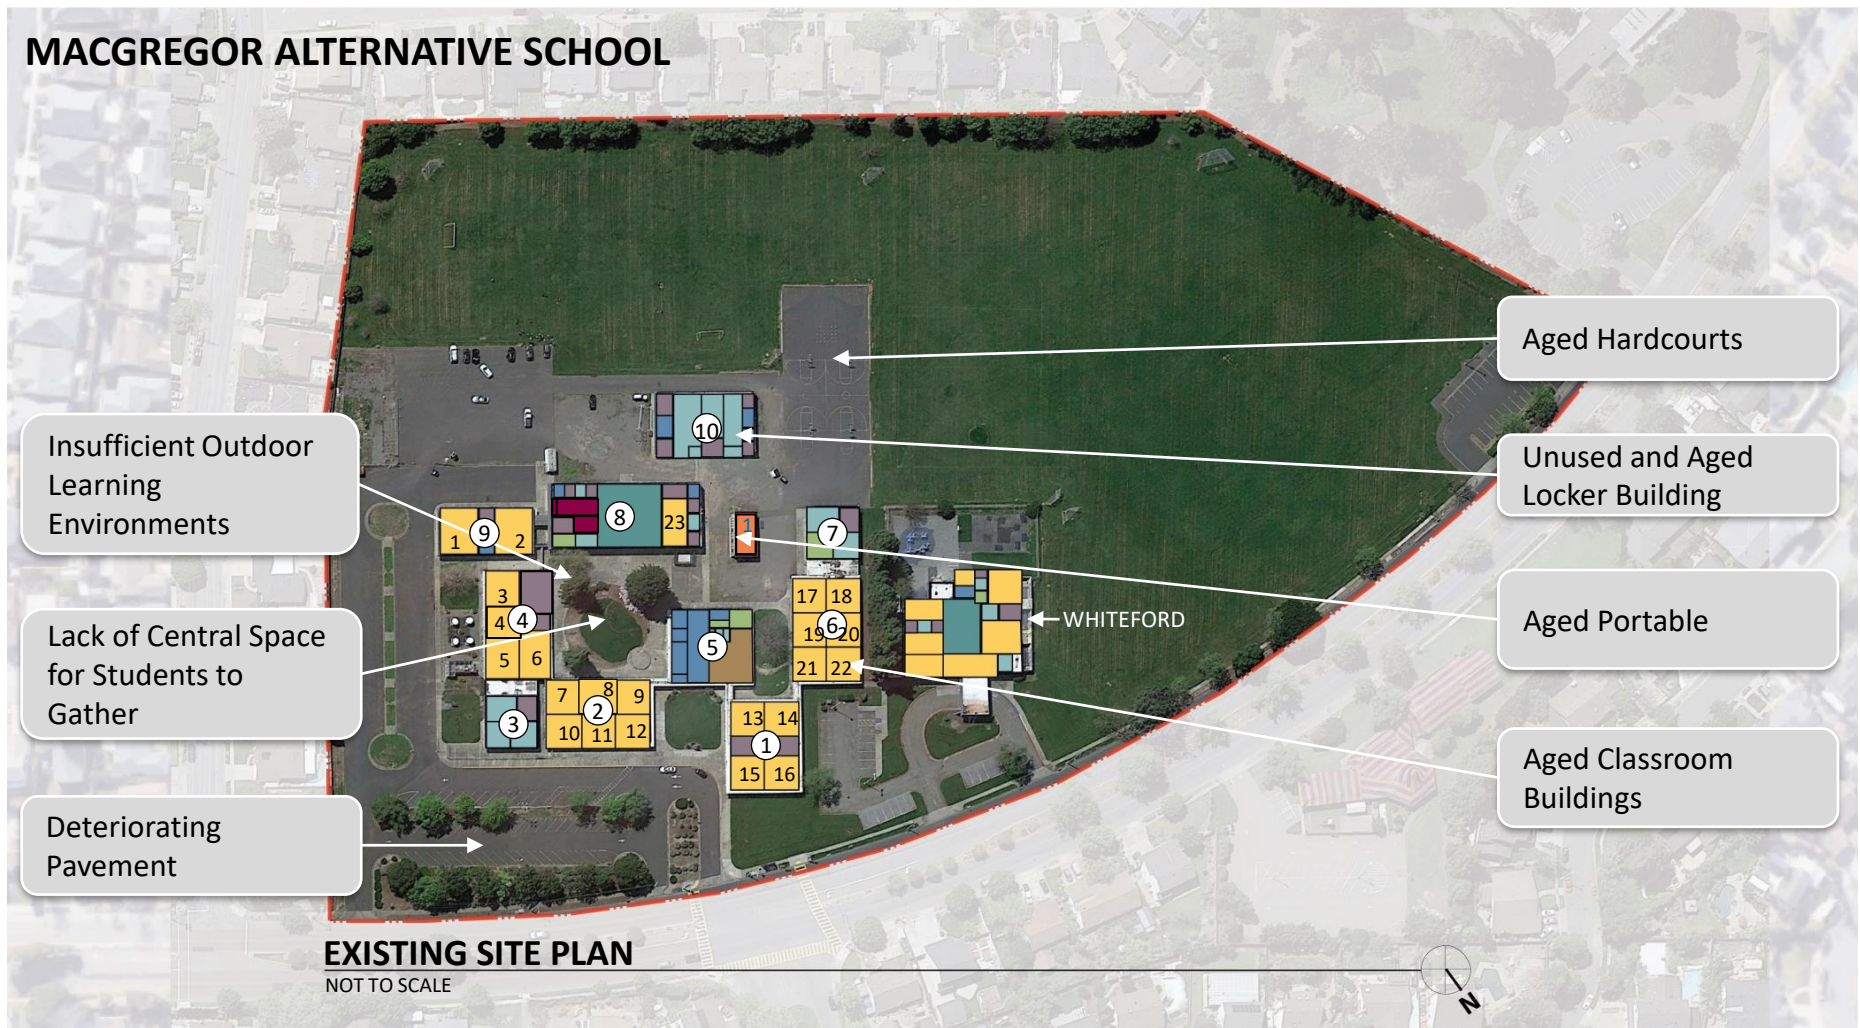 MACGREGOR ALTERNATIVE SCHOOL
Aged Hardcourts
Insufficient Outdoor
Learning
Environments
Unused and Aged
Locker Building
Lack of Central Space
for Students to
Gather
Aged Portable
Deteriorating
Pavement
Aged Classroom
Buildings
WHITEFORD
10
8
23
1
7
1
9
2
3
4
4
5
6
5
17
18
6
19
20
21
22
3
7
8
9
2
10
11
12
13
14
1
15
16
EXISTING SITE PLAN
NOT TO SCALE
N